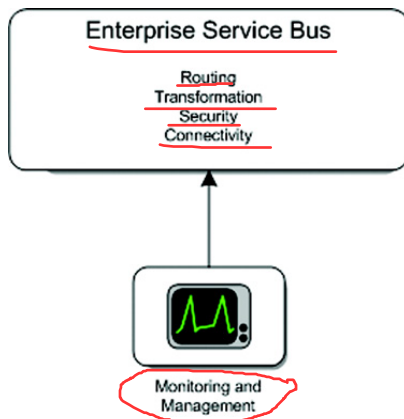 Enterprise Service Bus
Routing
Transformation
Security
Connectivity
Monitoring and
Management